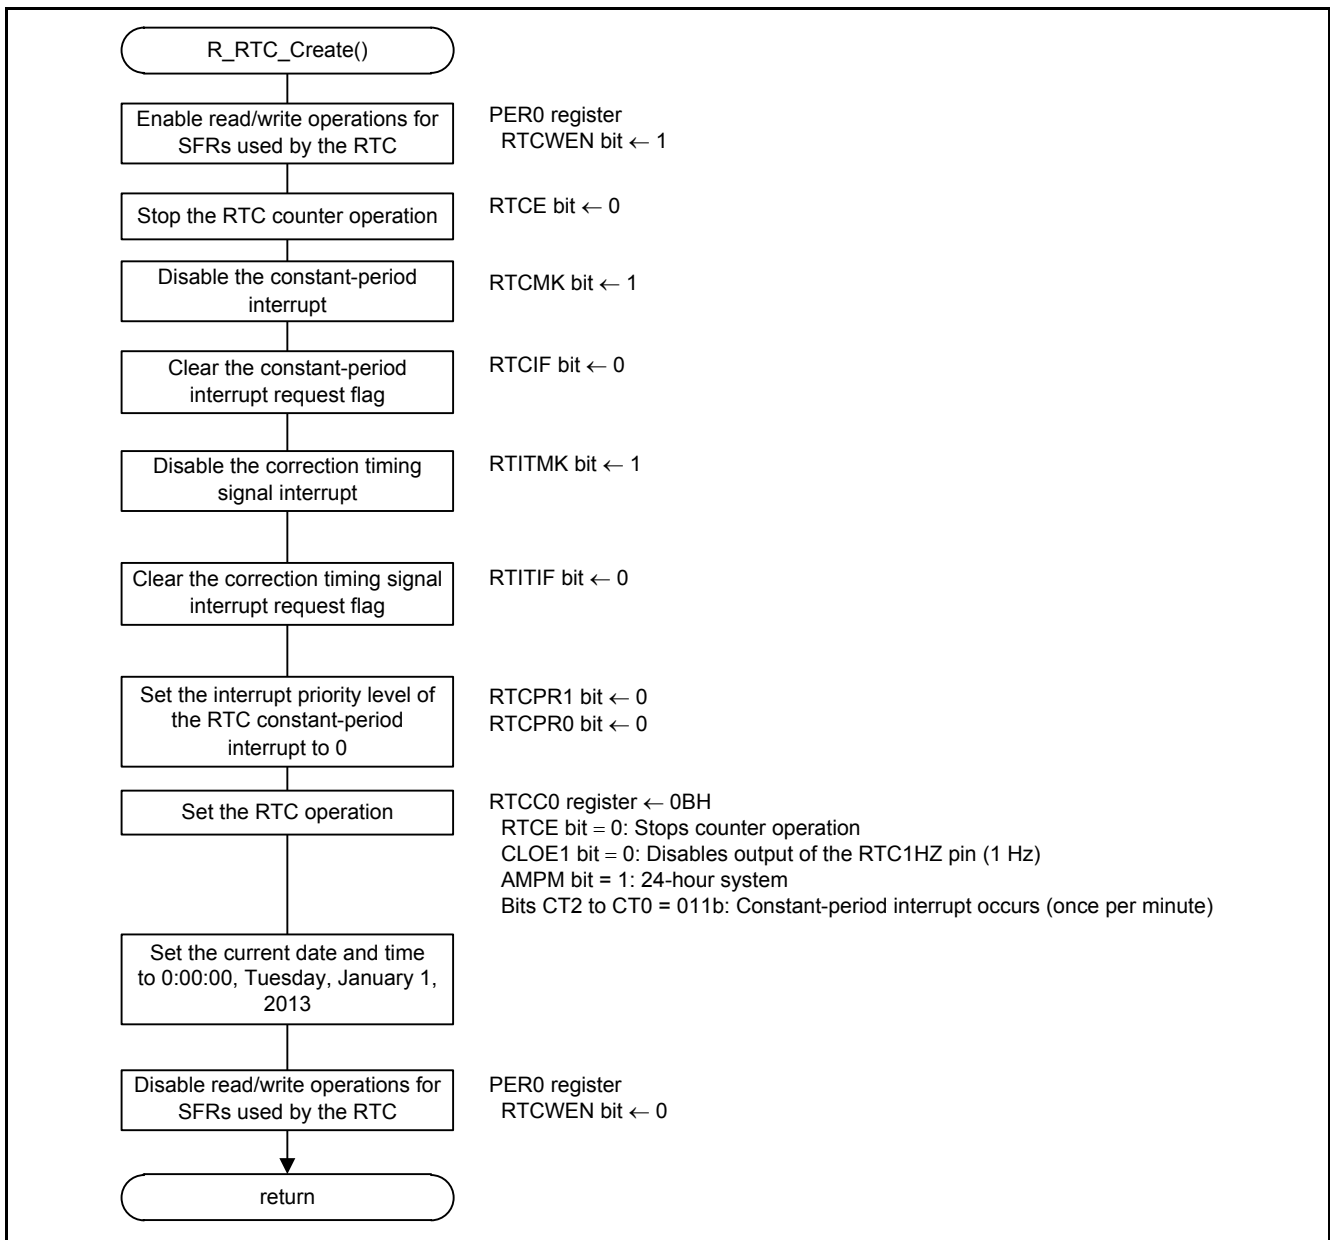 R_RTC_Create()
Enable read/write operations for
SFRs used by the RTC
PER0 register
RTCWEN bit ← 1
Stop the RTC counter operation
RTCE bit ← 0
Disable the constant-period
interrupt
RTCMK bit ← 1
Clear the constant-period
interrupt request flag
RTCIF bit ← 0
Disable the correction timing
signal interrupt
RTITMK bit ← 1
Clear the correction timing signal
interrupt request flag
RTITIF bit ← 0
Set the interrupt priority level of
the RTC constant-period
interrupt to 0
RTCPR1 bit ← 0
RTCPR0 bit ← 0
Set the RTC operation
RTCC0 register ← 0BH
RTCE bit = 0: Stops counter operation
CLOE1 bit = 0: Disables output of the RTC1HZ pin (1 Hz)
AMPM bit = 1: 24-hour system
Bits CT2 to CT0 = 011b: Constant-period interrupt occurs (once per minute)
Set the current date and time
to 0:00:00, Tuesday, January 1,
2013
Disable read/write operations for
SFRs used by the RTC
PER0 register
RTCWEN bit ← 0
return